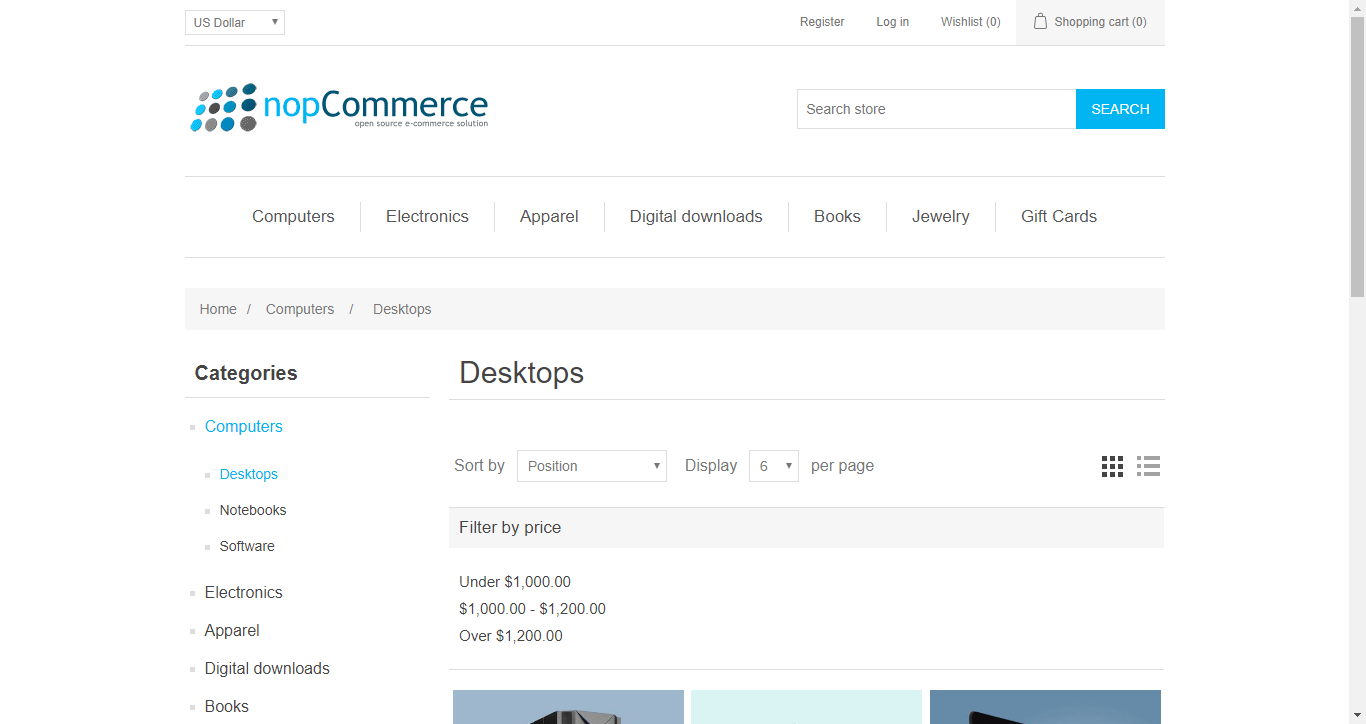 US Dollar Register Log in Wishlist (0) Shopping cart (0)
nopCommerce
open source e-commerce solution
Search store SEARCH
Computers Electronics Apparel Digital downloads Books Jewelry Gift Cards
Home / Computers / Desktops
Categories
Computers
Desktops
Notebooks
Software
Electronics
Apparel
Digital downloads
Books
Desktops
Sort by Position Display 6 per page
Filter by price
Under $1,000.00
$1,000.00 - $1,200.00
Over $1,200.00